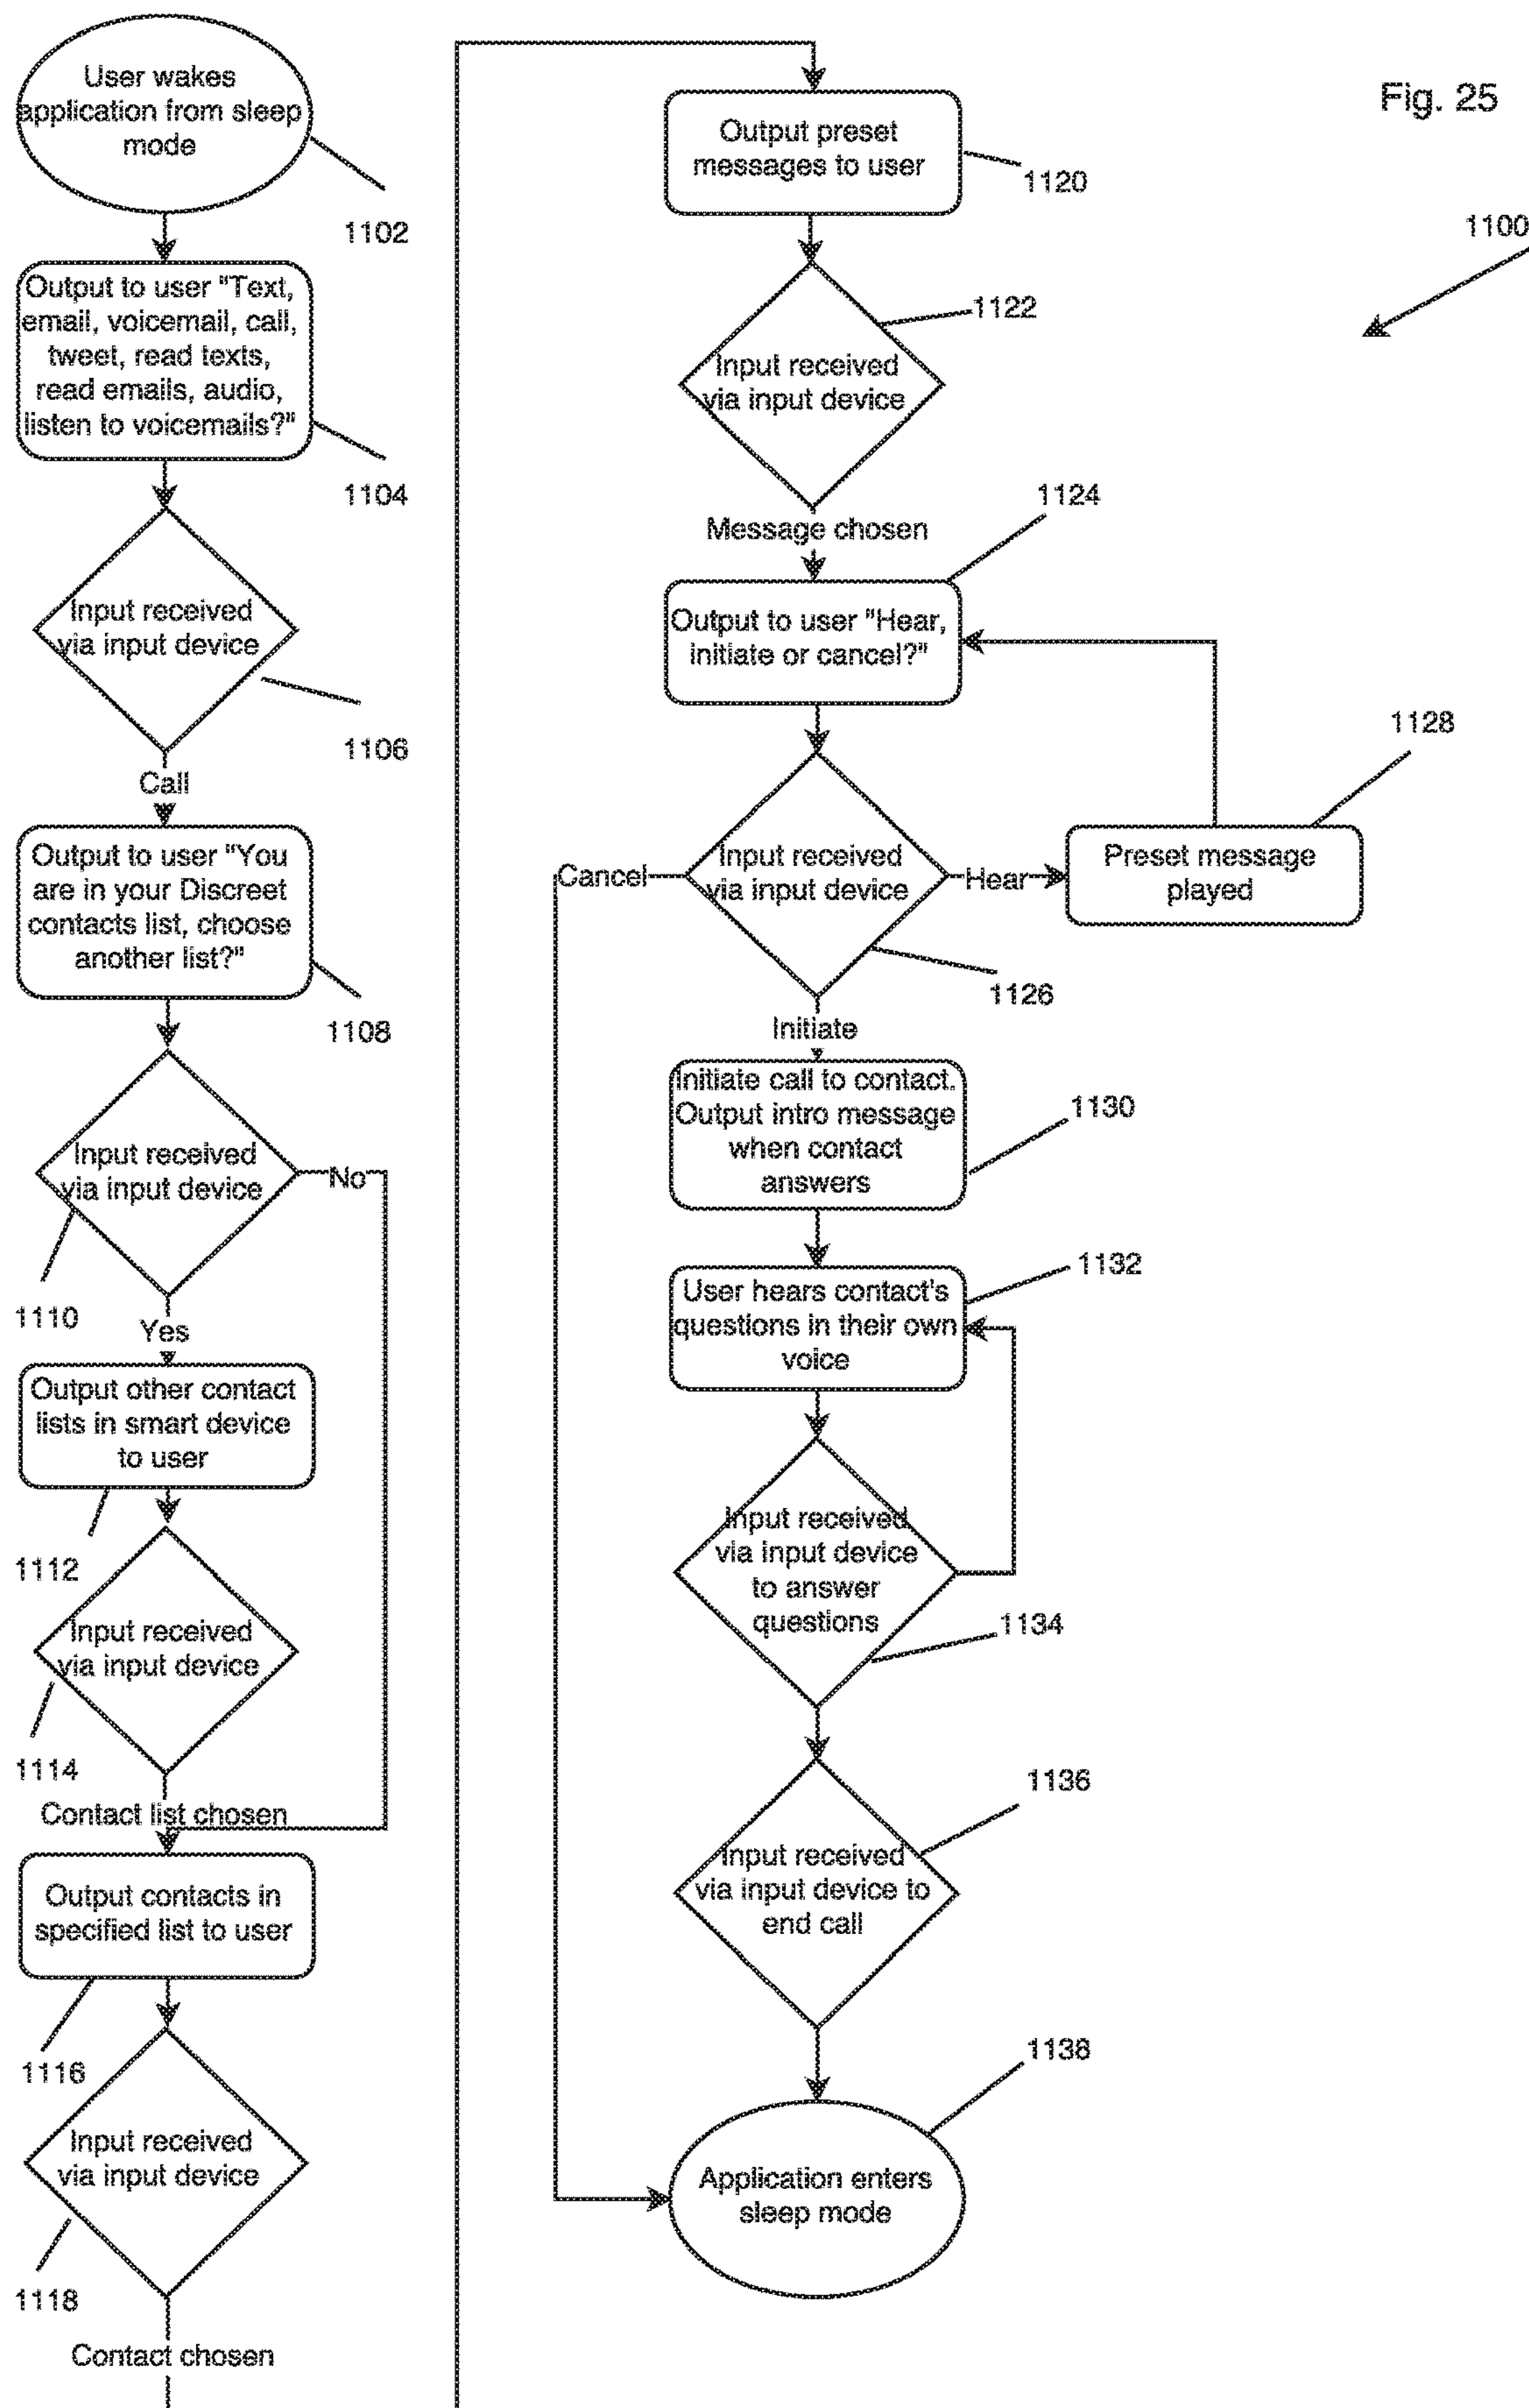 User wakes
application from sleep
mode
1102
Output to user "Text,
email, voicemail, call,
tweet, read texts,
read emails, audio,
listen to voicemails?"
1104
Input received
via input device
1106
Call
Output to user "You
are in your Discreet
contacts list, choose
another list?"
1108
Input received
via input device
No
1110
Yes
Output other contact
lists in smart device
to user
1112
Input received
via input device
1114
Contact list chosen
Output contacts in
specified list to user
1116
Input received
via input device
1118
Contact chosen
Fig. 25
1100
Output preset
messages to user
1120
1122
Input received
via input device
Message chosen
1124
Output to user "Hear,
initiate or cancel?"
1128
Cancel
Input received
via input device
Hear
Preset message
played
1126
Initiate
Initiate call to contact.
Output intro message
when contact
answers
1130
1132
User hears contact's
questions in their own
voice
Input received
via input device
to answer
questions
1134
1136
Input received
via input device to
end call
1138
Application enters
sleep mode